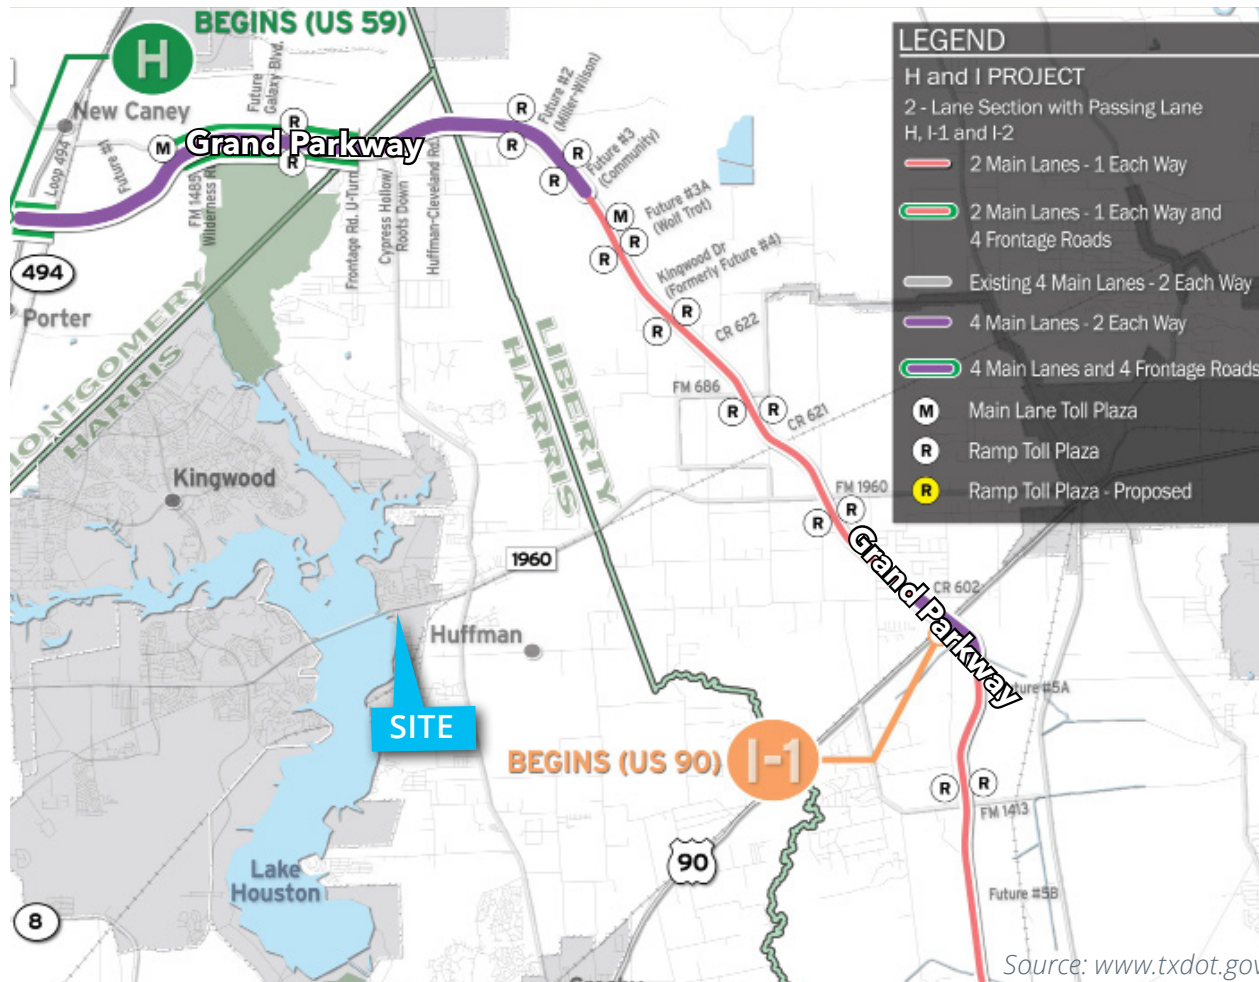 BEGINS (US 59)
H
New Caney
Loop 494
Future #1
Future
Galaxy Blvd.
M
R
Grand Parkway
R
FM 1485
Wilderness R
Frontage Rd. U-Turn
Cypress Hollow/
Roots Down
Huffman-Cleveland Rd.
R
R
Future #2
(Miller-Wilson)
R
R
Future #3
(Community)
M
R
R
Future #3A
(Wolf Trot)
Kingwood Dr
(Formerly Future #4)
R
R
CR 622
FM 686
R
R
CR 621
FM 1960
R
R
Grand Parkway
CR 602
494
Porter
MONTGOMERY
HARRIS
LIBERTY
HARRIS
Kingwood
1960
Huffman
SITE
BEGINS (US 90)
I-1
uture #5A
R
R
FM 1413
90
Lake
Houston
8
Future #5B
LEGEND
H and I PROJECT
2 - Lane Section with Passing Lane
H, I-1 and I-2
2 Main Lanes - 1 Each Way
2 Main Lanes - 1 Each Way and
4 Frontage Roads
Existing 4 Main Lanes - 2 Each Way
4 Main Lanes - 2 Each Way
4 Main Lanes and 4 Frontage Roads
M
Main Lane Toll Plaza
R
Ramp Toll Plaza
R
Ramp Toll Plaza - Proposed
Source: www.txdot.gov